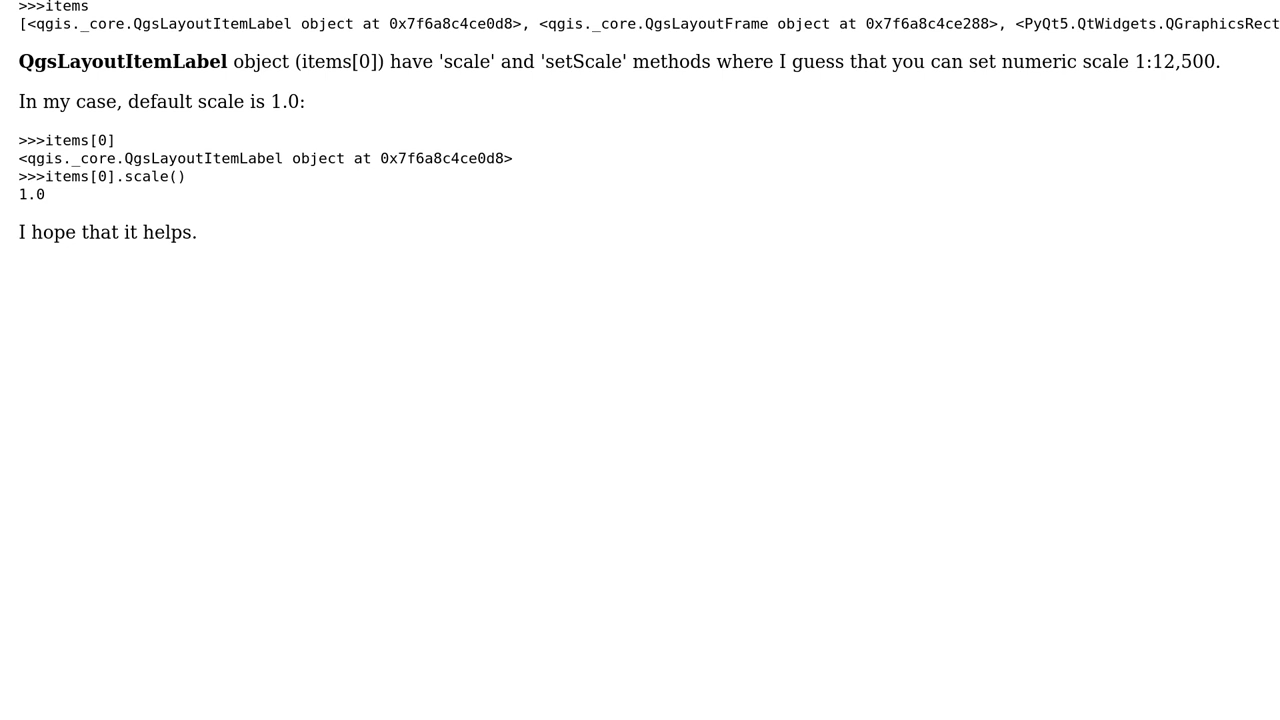 >>>items
[<qgis._core.QgsLayoutItemLabel object at 0x7f6a8c4ce0d8>, <qgis._core.QgsLayoutFrame object at 0x7f6a8c4ce288>, <PyQt5.QtWidgets.QGraphicsRect
QgsLayoutItemLabel object (items[0]) have 'scale' and 'setScale' methods where I guess that you can set numeric scale 1:12,500.
In my case, default scale is 1.0:
>>>items[0]
<qgis._core.QgsLayoutItemLabel object at 0x7f6a8c4ce0d8>
>>>items[0].scale()
1.0
I hope that it helps.